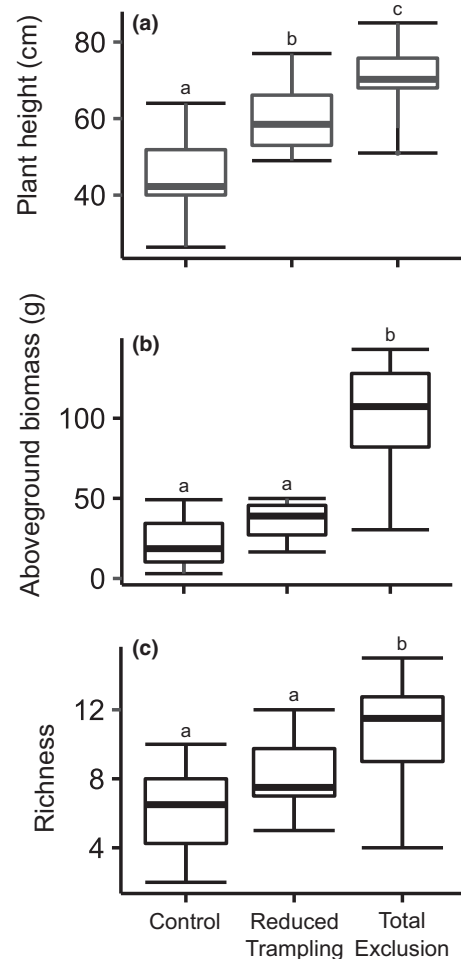 (a)
Plant height (cm)
80
60
40
a
b
c
(b)
Aboveground biomass (g)
100
50
0
a
a
b
(c)
Richness
12
8
4
a
a
b
Control
Reduced
Trampling
Total
Exclusion